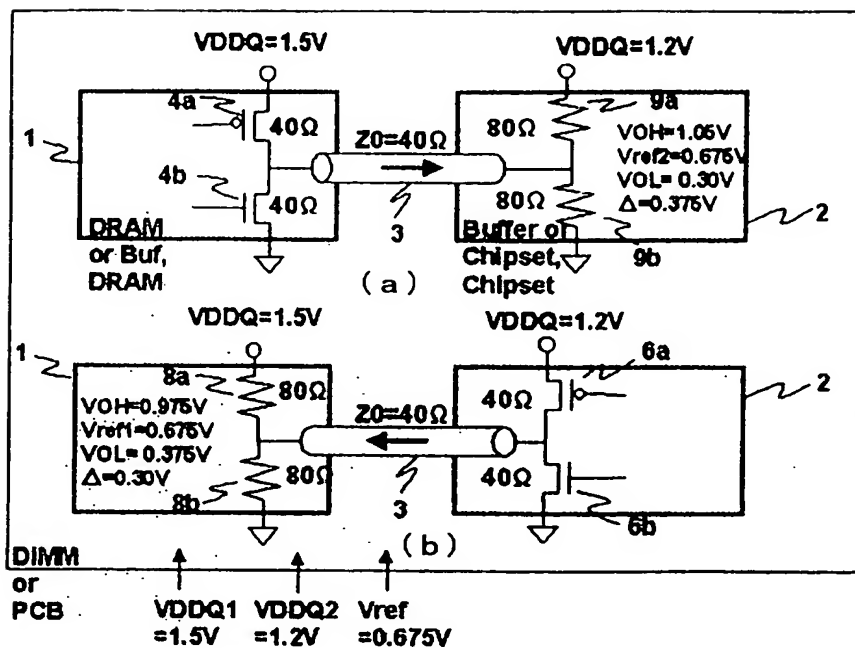 VDDQ=1.5V
VDDQ=1.2V
4a
40Ω
4b
40Ω
1
DRAM
or Buf,
DRAM
Z0=40Ω
3
80Ω
80Ω
9a
VOH=1.05V
Vref2=0.675V
VOL= 0.30V
Δ=0.375V
9b
2
Buffer or
Chipset,
Chipset
(a)
VDDQ=1.5V
VDDQ=1.2V
1
8a
80Ω
VOH=0.975V
Vref1=0.675V
VOL=0.375V
Δ=0.30V
80Ω
8b
Z0=40Ω
3
40Ω
40Ω
6a
6b
2
(b)
DIMM
or
PCB
VDDQ1
=1.5V
VDDQ2
=1.2V
Vref
=0.675V